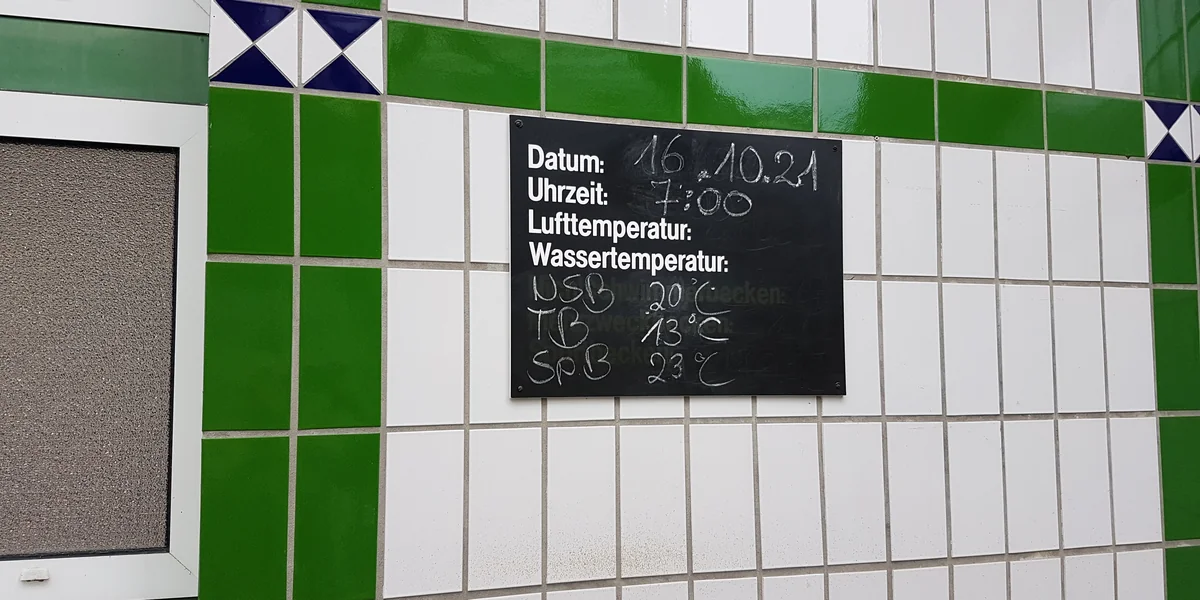 Datum: 16.10.21
Uhrzeit: 7:00
Lufttemperatur:
Wassertemperatur:
NSB 20°C
TB 13°C
SpB 23°C